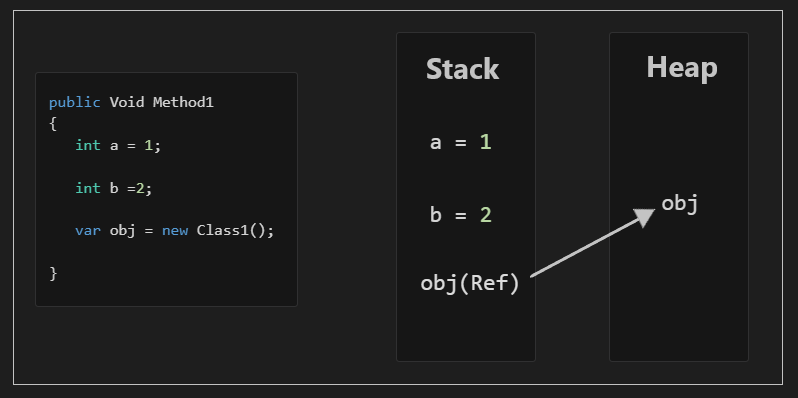 public Void Method1
{
int a = 1;
int b =2;
var obj = new Class1();
}
Stack
a = 1
b = 2
obj(Ref)
Heap
obj